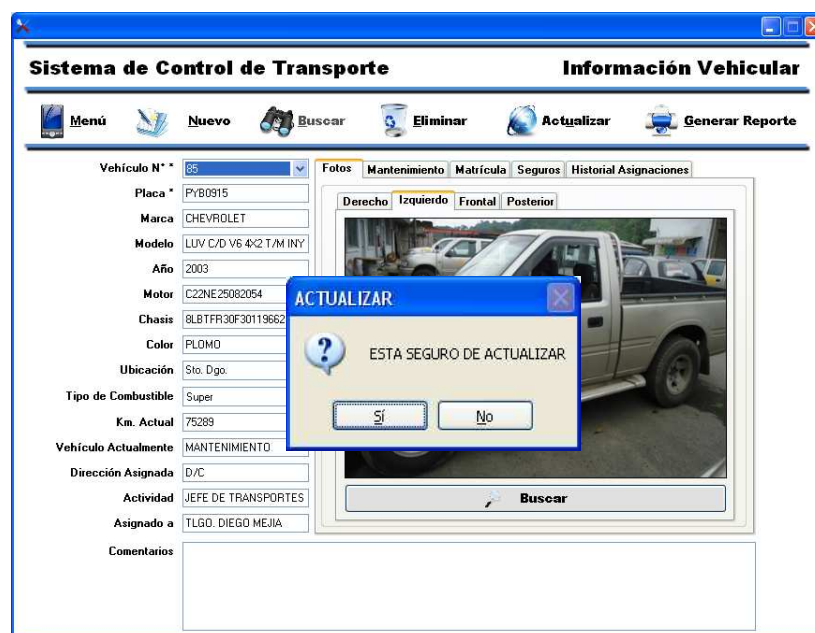 Sistema de Control de Transporte Información Vehicular
Menú Nuevo Buscar Eliminar Actualizar Generar Reporte
Vehículo N° * 85
Placa * PYB0915
Marca CHEVROLET
Modelo LUV C/D V6 4X2 T/M INY
Año 2003
Motor C22NE25082054
Chasis 8LBTFR30F30119662
Color PLOMO
Ubicación Sto. Dgo.
Tipo de Combustible Super
Km. Actual 75289
Vehículo Actualmente MANTENIMIENTO
Dirección Asignada D/C
Actividad JEFE DE TRANSPORTES
Asignado a TLGO. DIEGO MEJIA
Comentarios
Fotos Mantenimiento Matrícula Seguros Historial Asignaciones
Derecho Izquierdo Frontal Posterior
ACTUALIZAR
ESTA SEGURO DE ACTUALIZAR
Sí No
Buscar